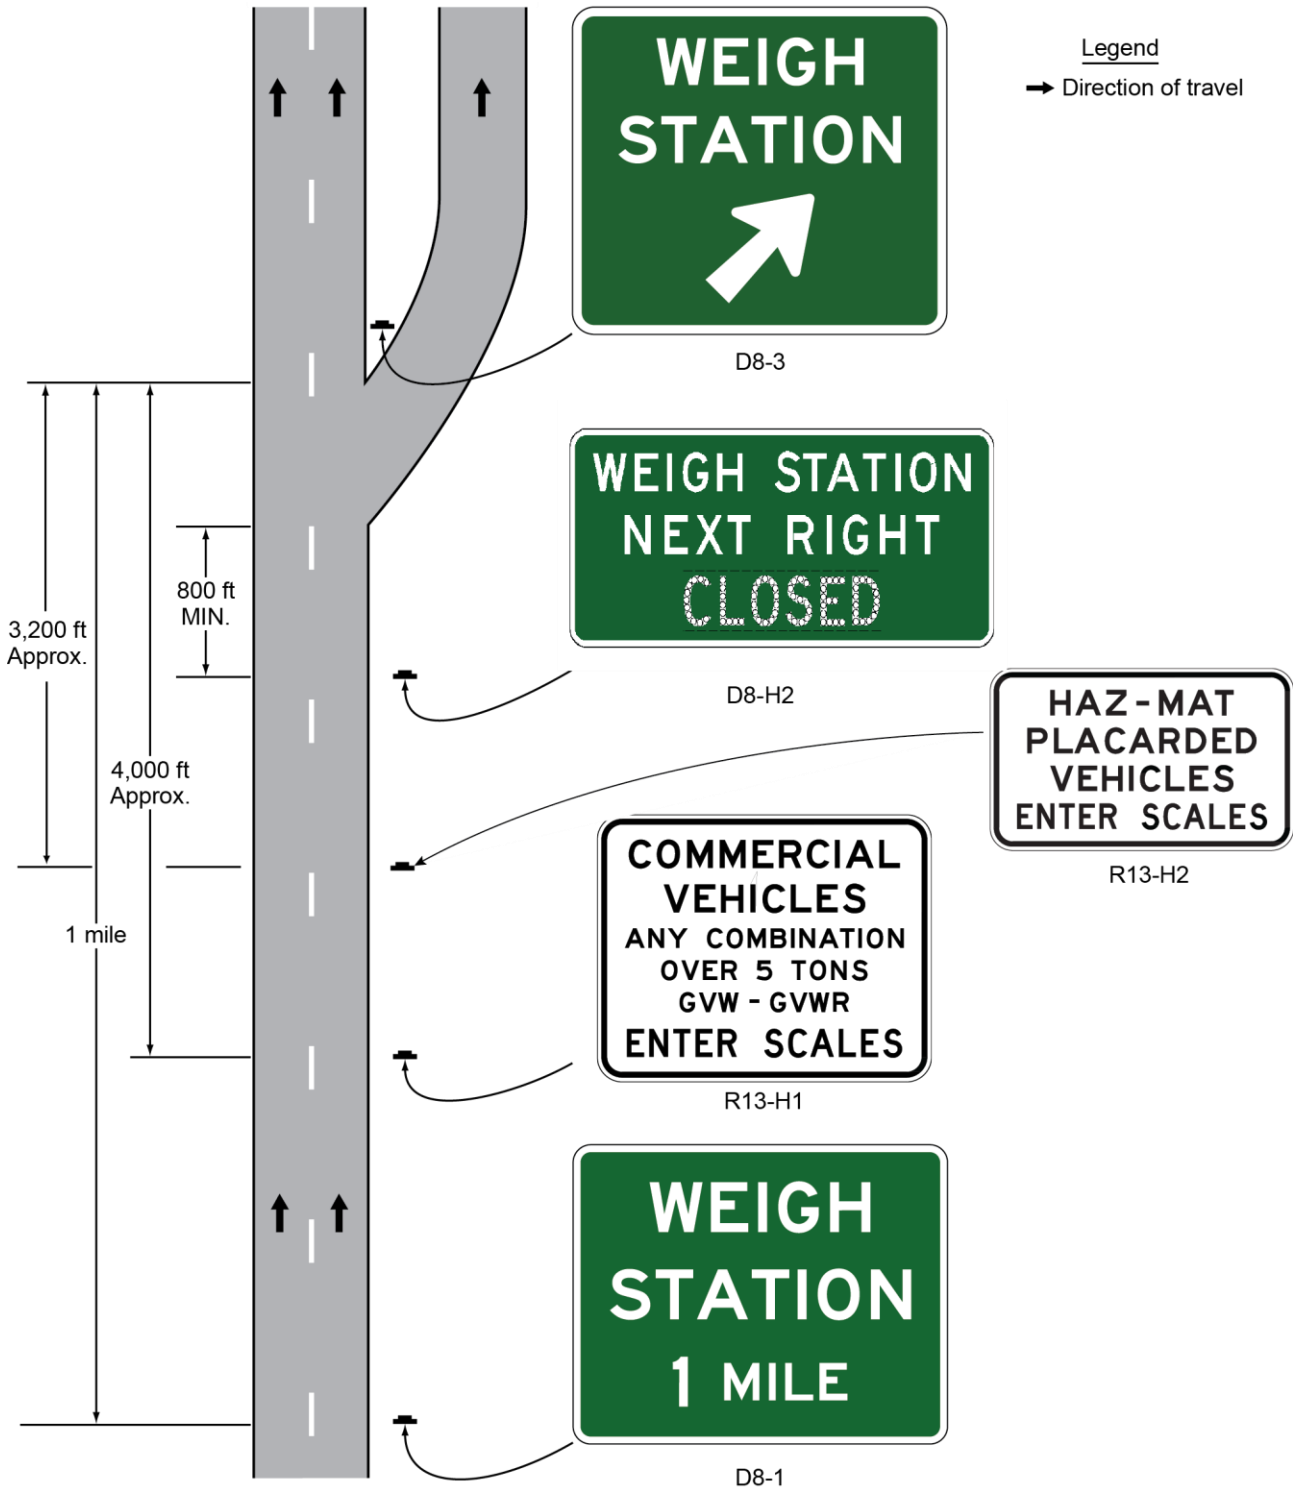 WEIGH
STATION
D8-3
Legend
Direction of travel
WEIGH STATION
NEXT RIGHT
CLOSED
D8-H2
800 ft
MIN.
3,200 ft
Approx.
HAZ-MAT
PLACARDED
VEHICLES
ENTER SCALES
R13-H2
4,000 ft
Approx.
1 mile
COMMERCIAL
VEHICLES
ANY COMBINATION
OVER 5 TONS
GVW - GVWR
ENTER SCALES
R13-H1
WEIGH
STATION
1 MILE
D8-1